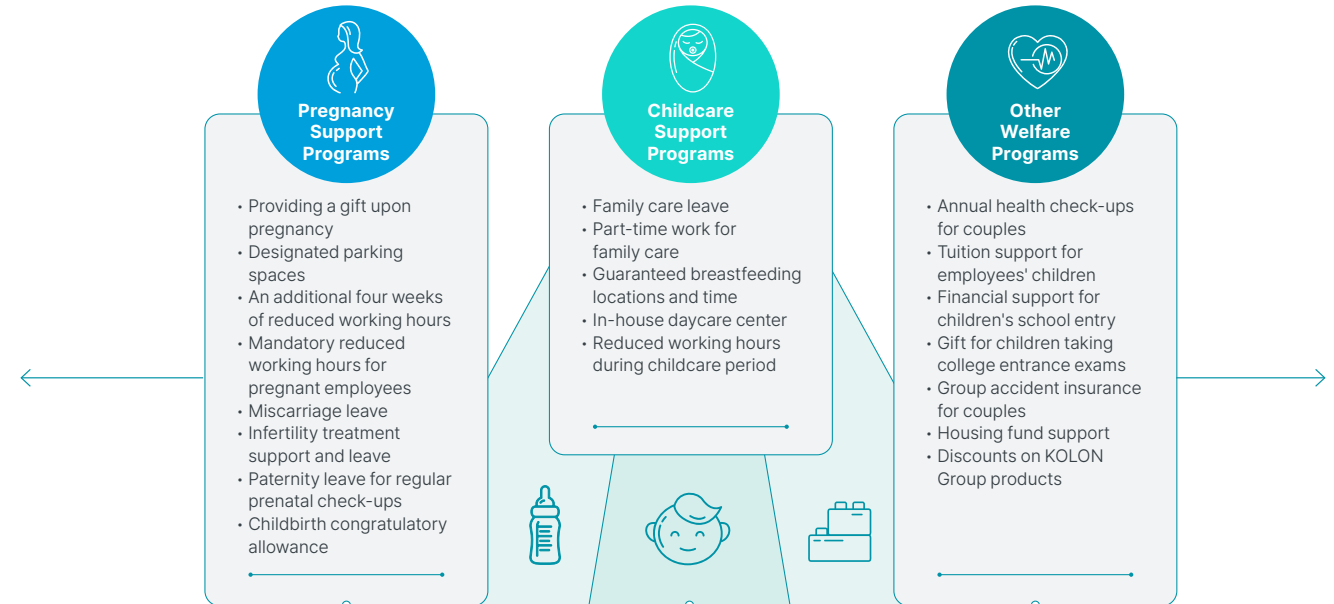 Pregnancy
Support
Programs
• Providing a gift upon
pregnancy
• Designated parking
spaces
• An additional four weeks
of reduced working hours
• Mandatory reduced
working hours for
pregnant employees
• Miscarriage leave
• Infertility treatment
support and leave
• Paternity leave for regular
prenatal check-ups
• Childbirth congratulatory
allowance
Childcare
Support
Programs
• Family care leave
• Part-time work for
family care
• Guaranteed breastfeeding
locations and time
• In-house daycare center
• Reduced working hours
during childcare period
Other
Welfare
Programs
• Annual health check-ups
for couples
• Tuition support for
employees' children
• Financial support for
children's school entry
• Gift for children taking
college entrance exams
• Group accident insurance
for couples
• Housing fund support
• Discounts on KOLON
Group products